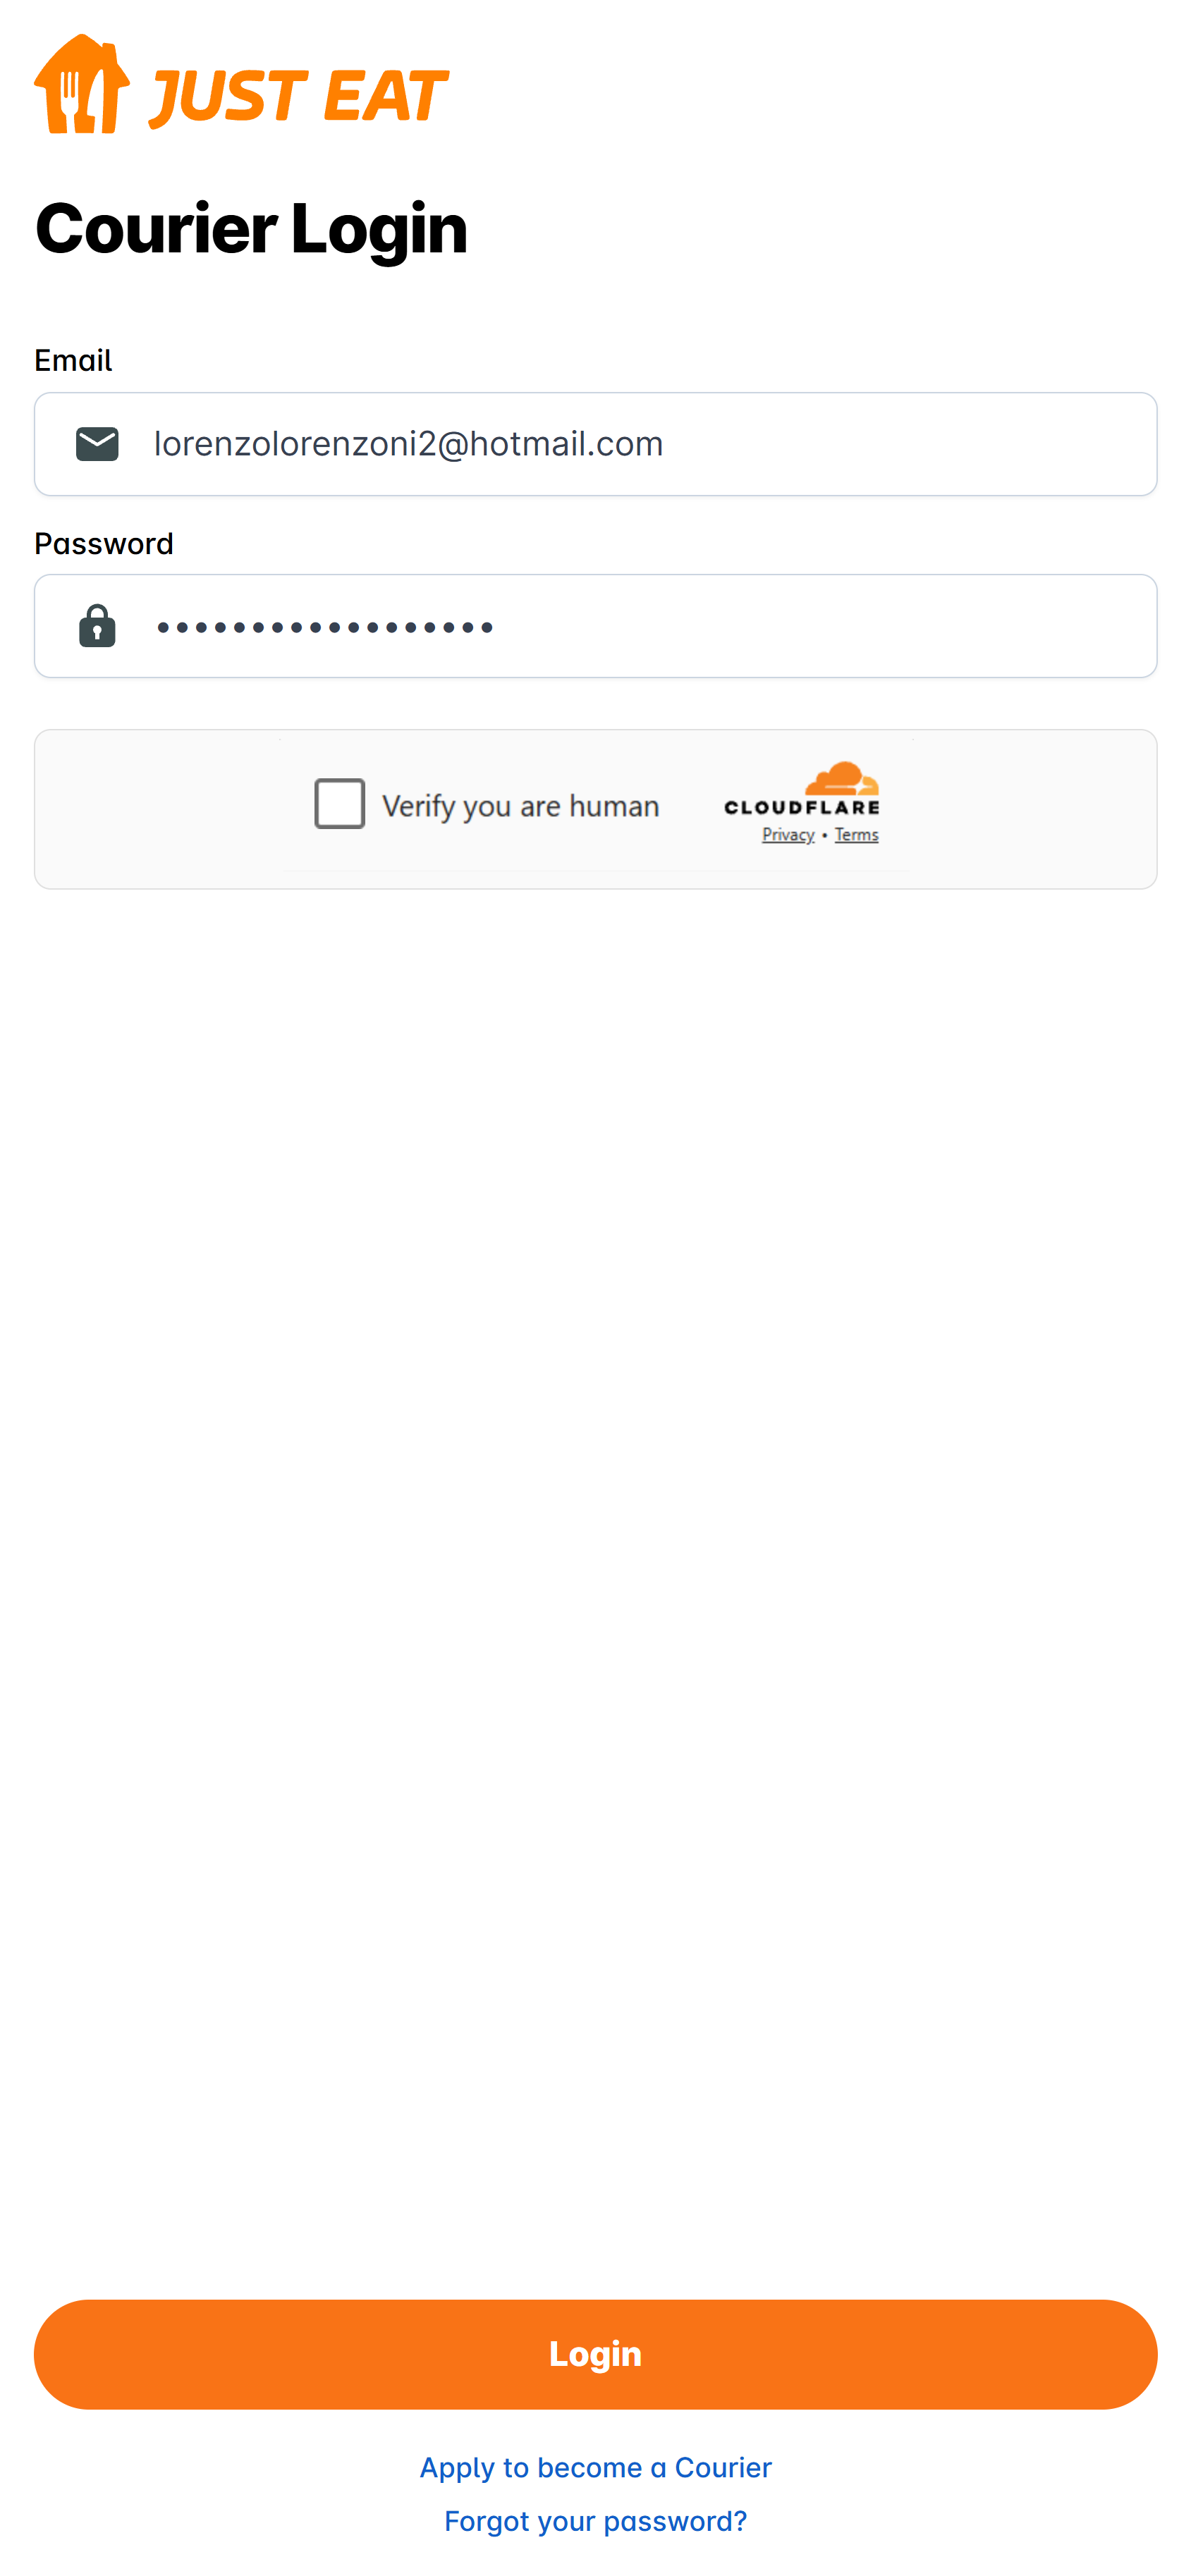 JUST EAT
Courier Login
Email
lorenzolorenzoni2@hotmail.com
Password
••••••••••••••••••
Verify you are human
CLOUDFLARE
Privacy • Terms
Login
Apply to become a Courier
Forgot your password?